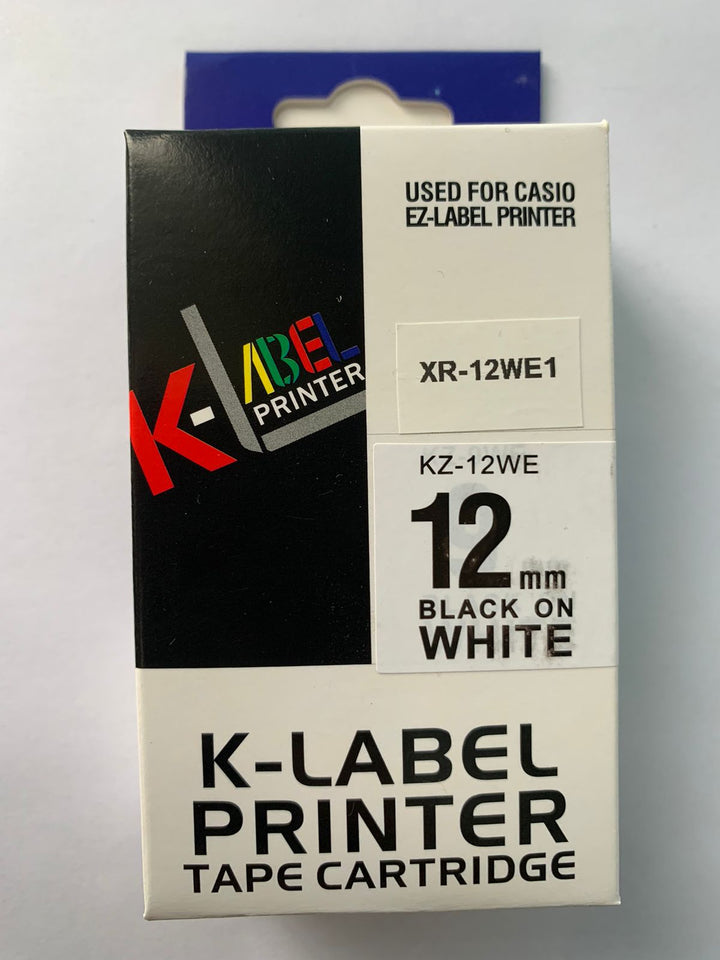 USED FOR CASIO
EZ-LABEL PRINTER
K-LABEL
PRINTER
XR-12WE1
KZ-12WE
12mm
BLACK ON
WHITE
K-LABEL
PRINTER
TAPE CARTRIDGE